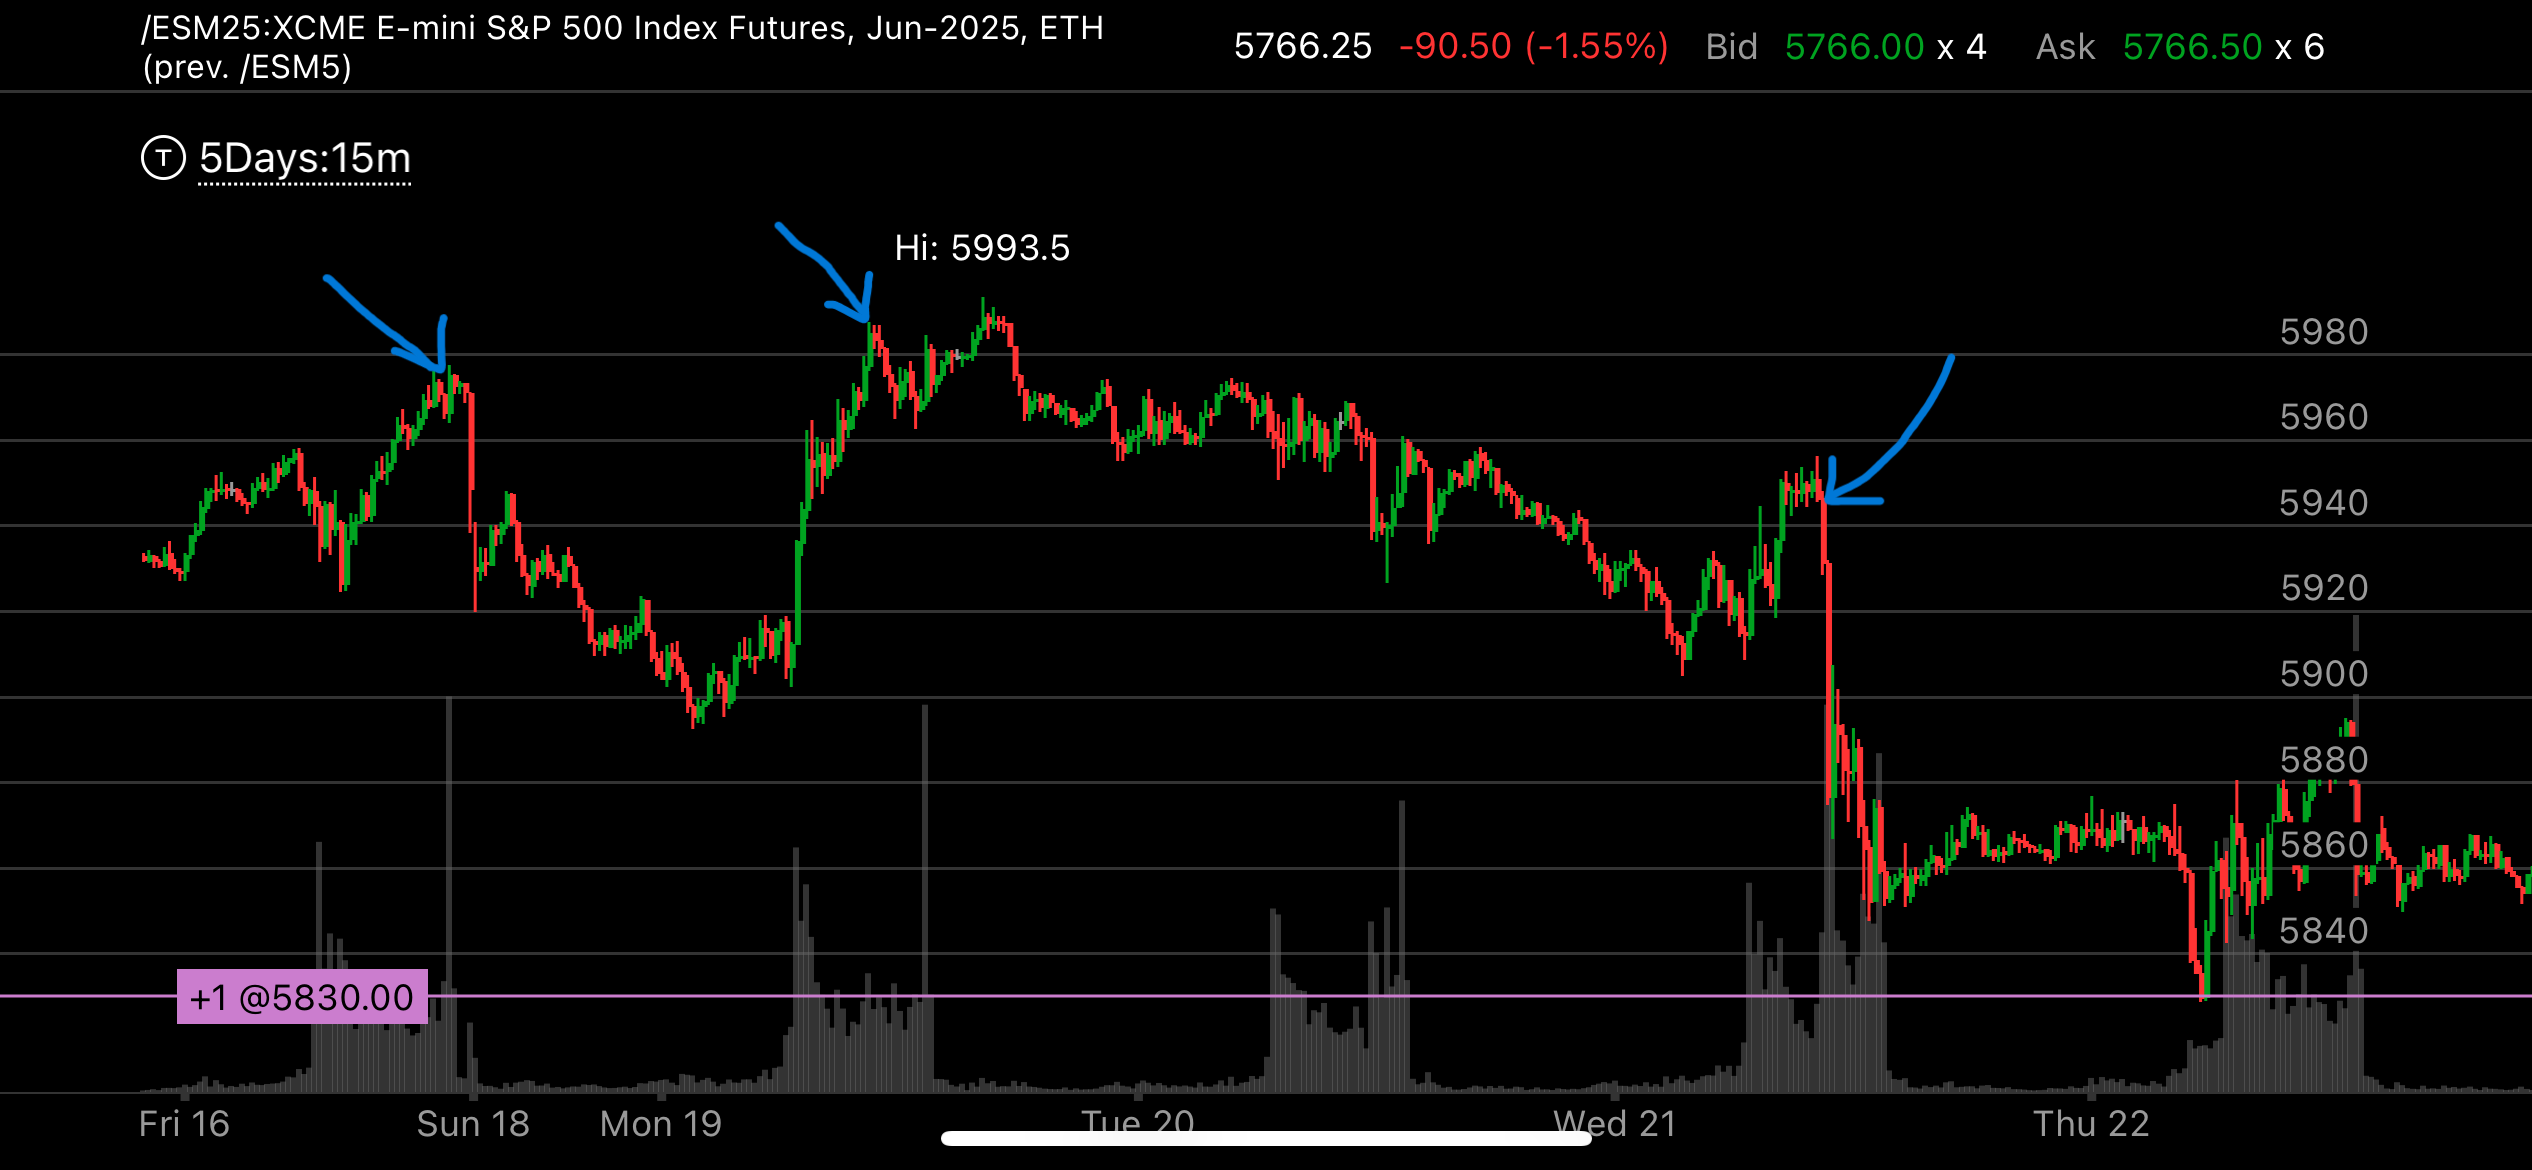 /ESM25:XCME E-mini S&P 500 Index Futures, Jun-2025, ETH
(prev. /ESM5)
5766.25 -90.50 (-1.55%) Bid 5766.00 x 4 Ask 5766.50 x 6
T 5Days:15m
Hi: 5993.5
5980
5960
5940
5920
5900
5880
5860
5840
+1 @5830.00
Fri 16 Sun 18 Mon 19 Tue 20 Wed 21 Thu 22